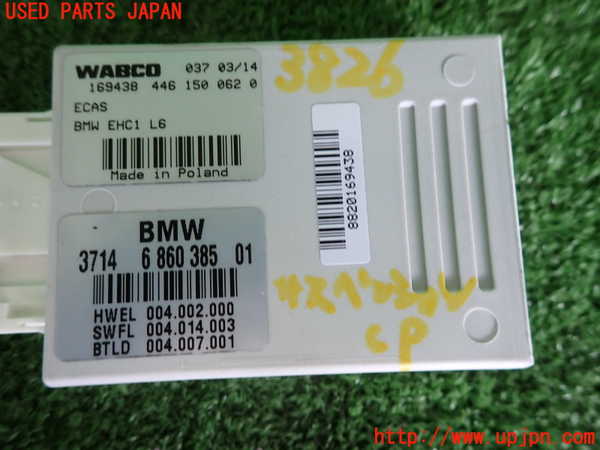 USED PARTS JAPAN
WABCO 037 03/14
169438 446 150 062 0
ECAS
BMW EHC1 L6
Made in Poland
3826
8820169438
BMW
3714 6 860 385 01
HWEL 004.002.000
SWFL 004.014.003
BTLD 004.007.001
CP
http://www.upjpn.com